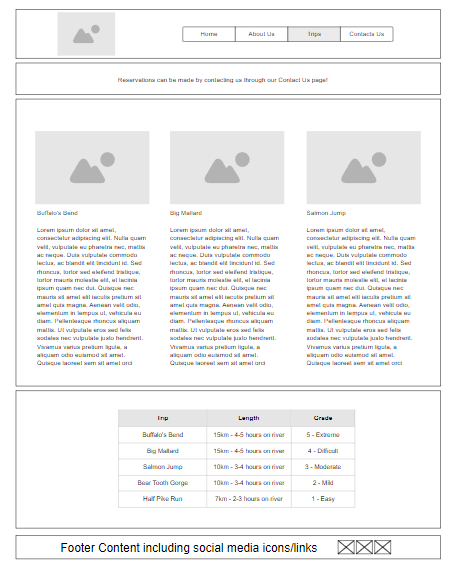 Home About Us Trips Contacts Us
Reservations can be made by contacting us through our Contact Us page!
Buffalo's Bend
Lorem ipsum dolor sit amet,
consectetur adipiscing elit. Nulla quam
velit, vulputate eu pharetra nec, mattis
ac neque. Duis vulputate commodo
lectus, ac blandit elit tincidunt id. Sed
rhoncus, tortor sed eleifend tristique,
tortor mauris molestie elit, et lacinia
ipsum quam nec dui. Quisque nec
mauris sit amet elit iaculis pretium sit
amet quis magna. Aenean velit odio,
elementum in tempus ut, vehicula eu
diam. Pellentesque rhoncus aliquam
mattis. Ut vulputate eros sed felis
sodales nec vulputate justo hendrerit.
Vivamus varius pretium ligula, a
aliquam odio euismod sit amet.
Quisque laoreet sem sit amet orci
Big Mallard
Lorem ipsum dolor sit amet,
consectetur adipiscing elit. Nulla quam
velit, vulputate eu pharetra nec, mattis
ac neque. Duis vulputate commodo
lectus, ac blandit elit tincidunt id. Sed
rhoncus, tortor sed eleifend tristique,
tortor mauris molestie elit, et lacinia
ipsum quam nec dui. Quisque nec
mauris sit amet elit iaculis pretium sit
amet quis magna. Aenean velit odio,
elementum in tempus ut, vehicula eu
diam. Pellentesque rhoncus aliquam
mattis. Ut vulputate eros sed felis
sodales nec vulputate justo hendrerit.
Vivamus varius pretium ligula, a
aliquam odio euismod sit amet.
Quisque laoreet sem sit amet orci
Salmon Jump
Lorem ipsum dolor sit amet,
consectetur adipiscing elit. Nulla quam
velit, vulputate eu pharetra nec, mattis
ac neque. Duis vulputate commodo
lectus, ac blandit elit tincidunt id. Sed
rhoncus, tortor sed eleifend tristique,
tortor mauris molestie elit, et lacinia
ipsum quam nec dui. Quisque nec
mauris sit amet elit iaculis pretium sit
amet quis magna. Aenean velit odio,
elementum in tempus ut, vehicula eu
diam. Pellentesque rhoncus aliquam
mattis. Ut vulputate eros sed felis
sodales nec vulputate justo hendrerit.
Vivamus varius pretium ligula, a
aliquam odio euismod sit amet.
Quisque laoreet sem sit amet orci
Trip Length Grade
Buffalo's Bend 15km - 4-5 hours on river 5 - Extreme
Big Mallard 15km - 4-5 hours on river 4 - Difficult
Salmon Jump 10km - 3-4 hours on river 3 - Moderate
Bear Tooth Gorge 10km - 3-4 hours on river 2 - Mild
Half Pike Run 7km - 2-3 hours on river 1 - Easy
Footer Content including social media icons/links